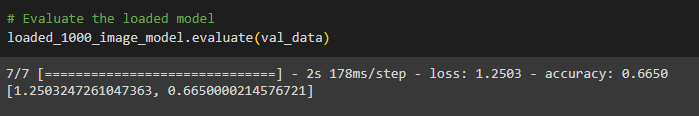 # Evaluate the loaded model
loaded_1000_image_model.evaluate(val_data)
7/7 [==============================] - 2s 178ms/step - loss: 1.2503 - accuracy: 0.6650
[1.2503247261047363, 0.6650000214576721]